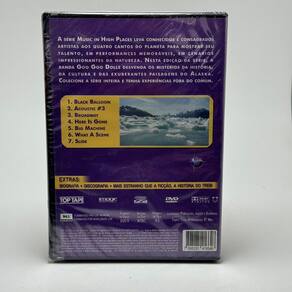 A SÉRIE MUSIC IN HIGH PLACES LEVA CONHECIDOS E CONSAGRADOS
ARTISTAS AOS QUATRO CANTOS DO PLANETA PARA MOSTRAR SEU
TALENTO, EM PERFORMANCES MEMORÁVEIS, EM CENÁRIOS
IMPRESSIONANTES DA NATUREZA. NESTA EDIÇÃO DA SÉRIE, A
BANDA GOO GOO DOLLS DESVENDA OS MISTÉRIOS DA HISTÓRIA,
DA CULTURA E DAS EXUBERANTES PAISAGENS DO ALASKA.
COLECIONE A SÉRIE INTEIRA E TENHA EXPERIÊNCIAS FORA DO COMUM.
1. BLACK BALLOON
2. ACOUSTIC #3
3. BROADWAY
4. HERE IS GONE
5. BIG MACHINE
6. WHAT A SCENE
7. SLIDE
EXTRAS:
BIOGRAFIA • DISCOGRAFIA • MAIS ESTRANHO QUE A FICÇÃO, A HISTÓRIA DO TREM
TOP TAPE
DVD